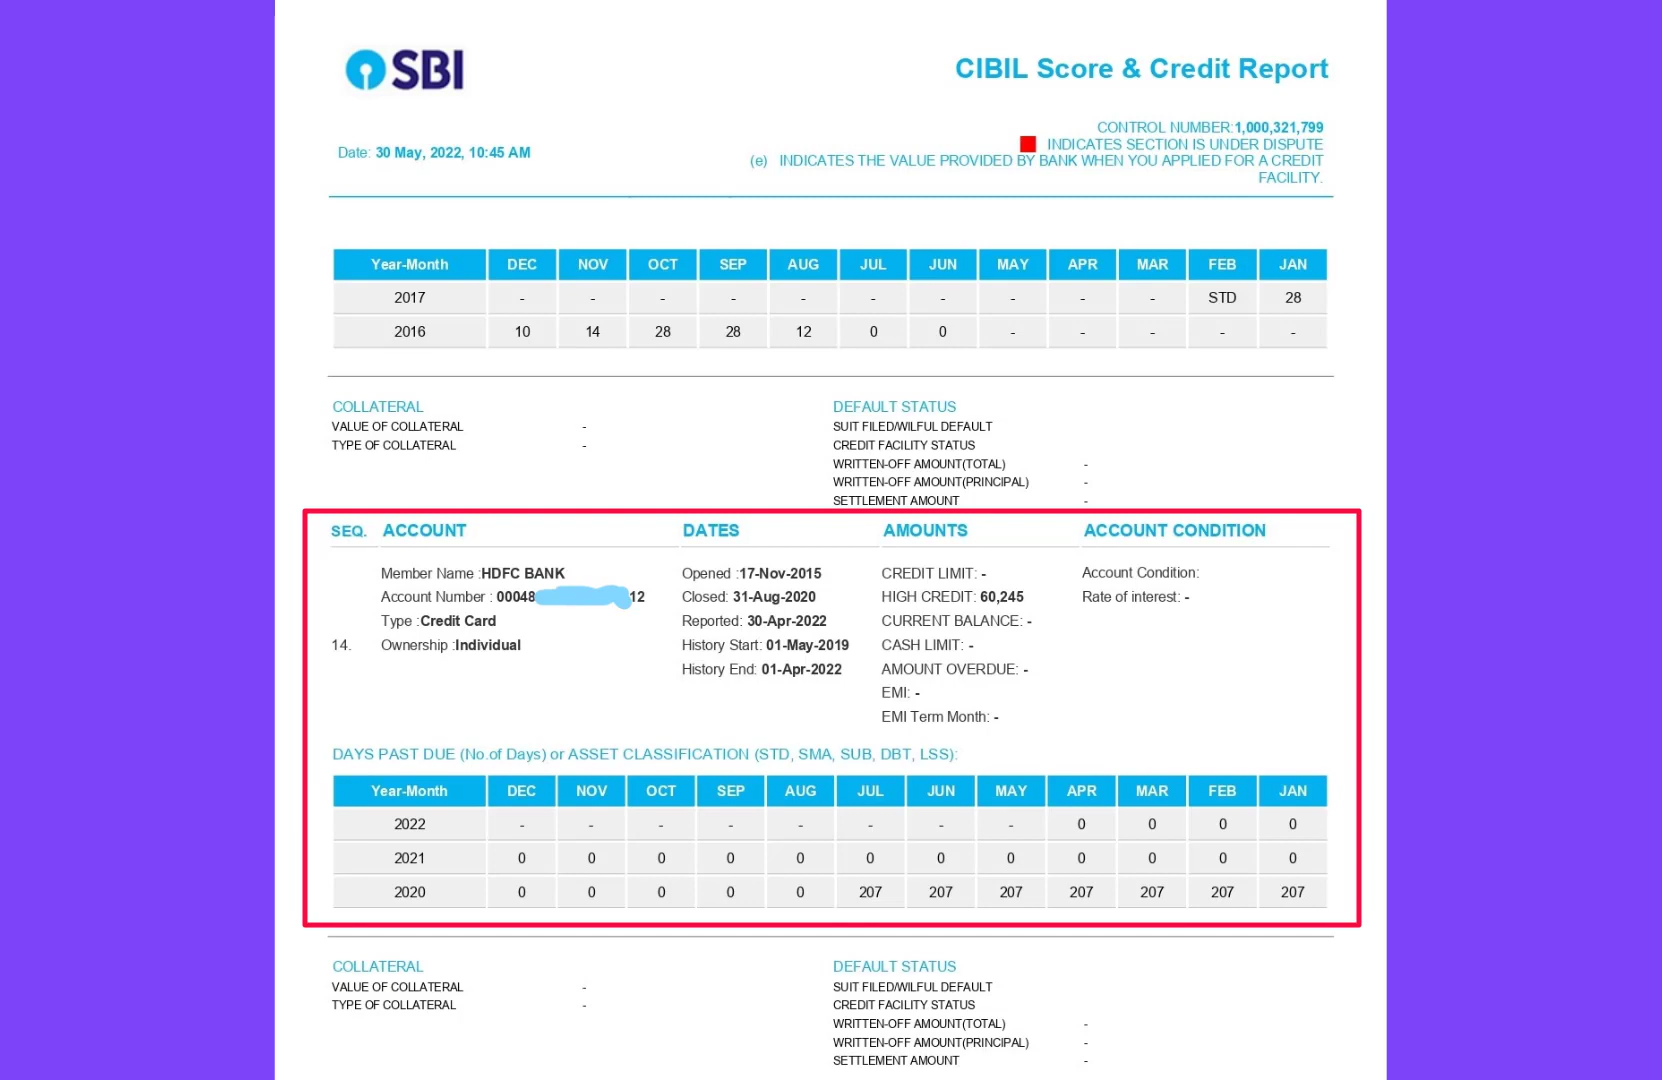 SBI
CIBIL Score & Credit Report
CONTROL NUMBER:1,000,321,799
INDICATES SECTION IS UNDER DISPUTE
Date: 30 May, 2022, 10:45 AM
(e) INDICATES THE VALUE PROVIDED BY BANK WHEN YOU APPLIED FOR A CREDIT
FACILITY.
Year-Month DEC NOV OCT SEP AUG JUL JUN MAY APR MAR FEB JAN
2017 - - - - - - - - - - STD 28
2016 10 14 28 28 12 0 0 - - - - -
COLLATERAL DEFAULT STATUS
VALUE OF COLLATERAL - SUIT FILED/WILFUL DEFAULT
TYPE OF COLLATERAL - CREDIT FACILITY STATUS
WRITTEN-OFF AMOUNT(TOTAL) -
WRITTEN-OFF AMOUNT(PRINCIPAL) -
SETTLEMENT AMOUNT -
SEQ. ACCOUNT DATES AMOUNTS ACCOUNT CONDITION
Member Name :HDFC BANK Opened :17-Nov-2015 CREDIT LIMIT: - Account Condition:
Account Number : 00048 12 Closed: 31-Aug-2020 HIGH CREDIT: 60,245 Rate of interest: -
Type :Credit Card Reported: 30-Apr-2022 CURRENT BALANCE: -
14. Ownership :Individual History Start: 01-May-2019 CASH LIMIT: -
History End: 01-Apr-2022 AMOUNT OVERDUE: -
EMI: -
EMI Term Month: -
DAYS PAST DUE (No.of Days) or ASSET CLASSIFICATION (STD, SMA, SUB, DBT, LSS):
Year-Month DEC NOV OCT SEP AUG JUL JUN MAY APR MAR FEB JAN
2022 - - - - - - - - 0 0 0 0
2021 0 0 0 0 0 0 0 0 0 0 0 0
2020 0 0 0 0 0 207 207 207 207 207 207 207
COLLATERAL DEFAULT STATUS
VALUE OF COLLATERAL - SUIT FILED/WILFUL DEFAULT
TYPE OF COLLATERAL - CREDIT FACILITY STATUS
WRITTEN-OFF AMOUNT(TOTAL) -
WRITTEN-OFF AMOUNT(PRINCIPAL) -
SETTLEMENT AMOUNT -